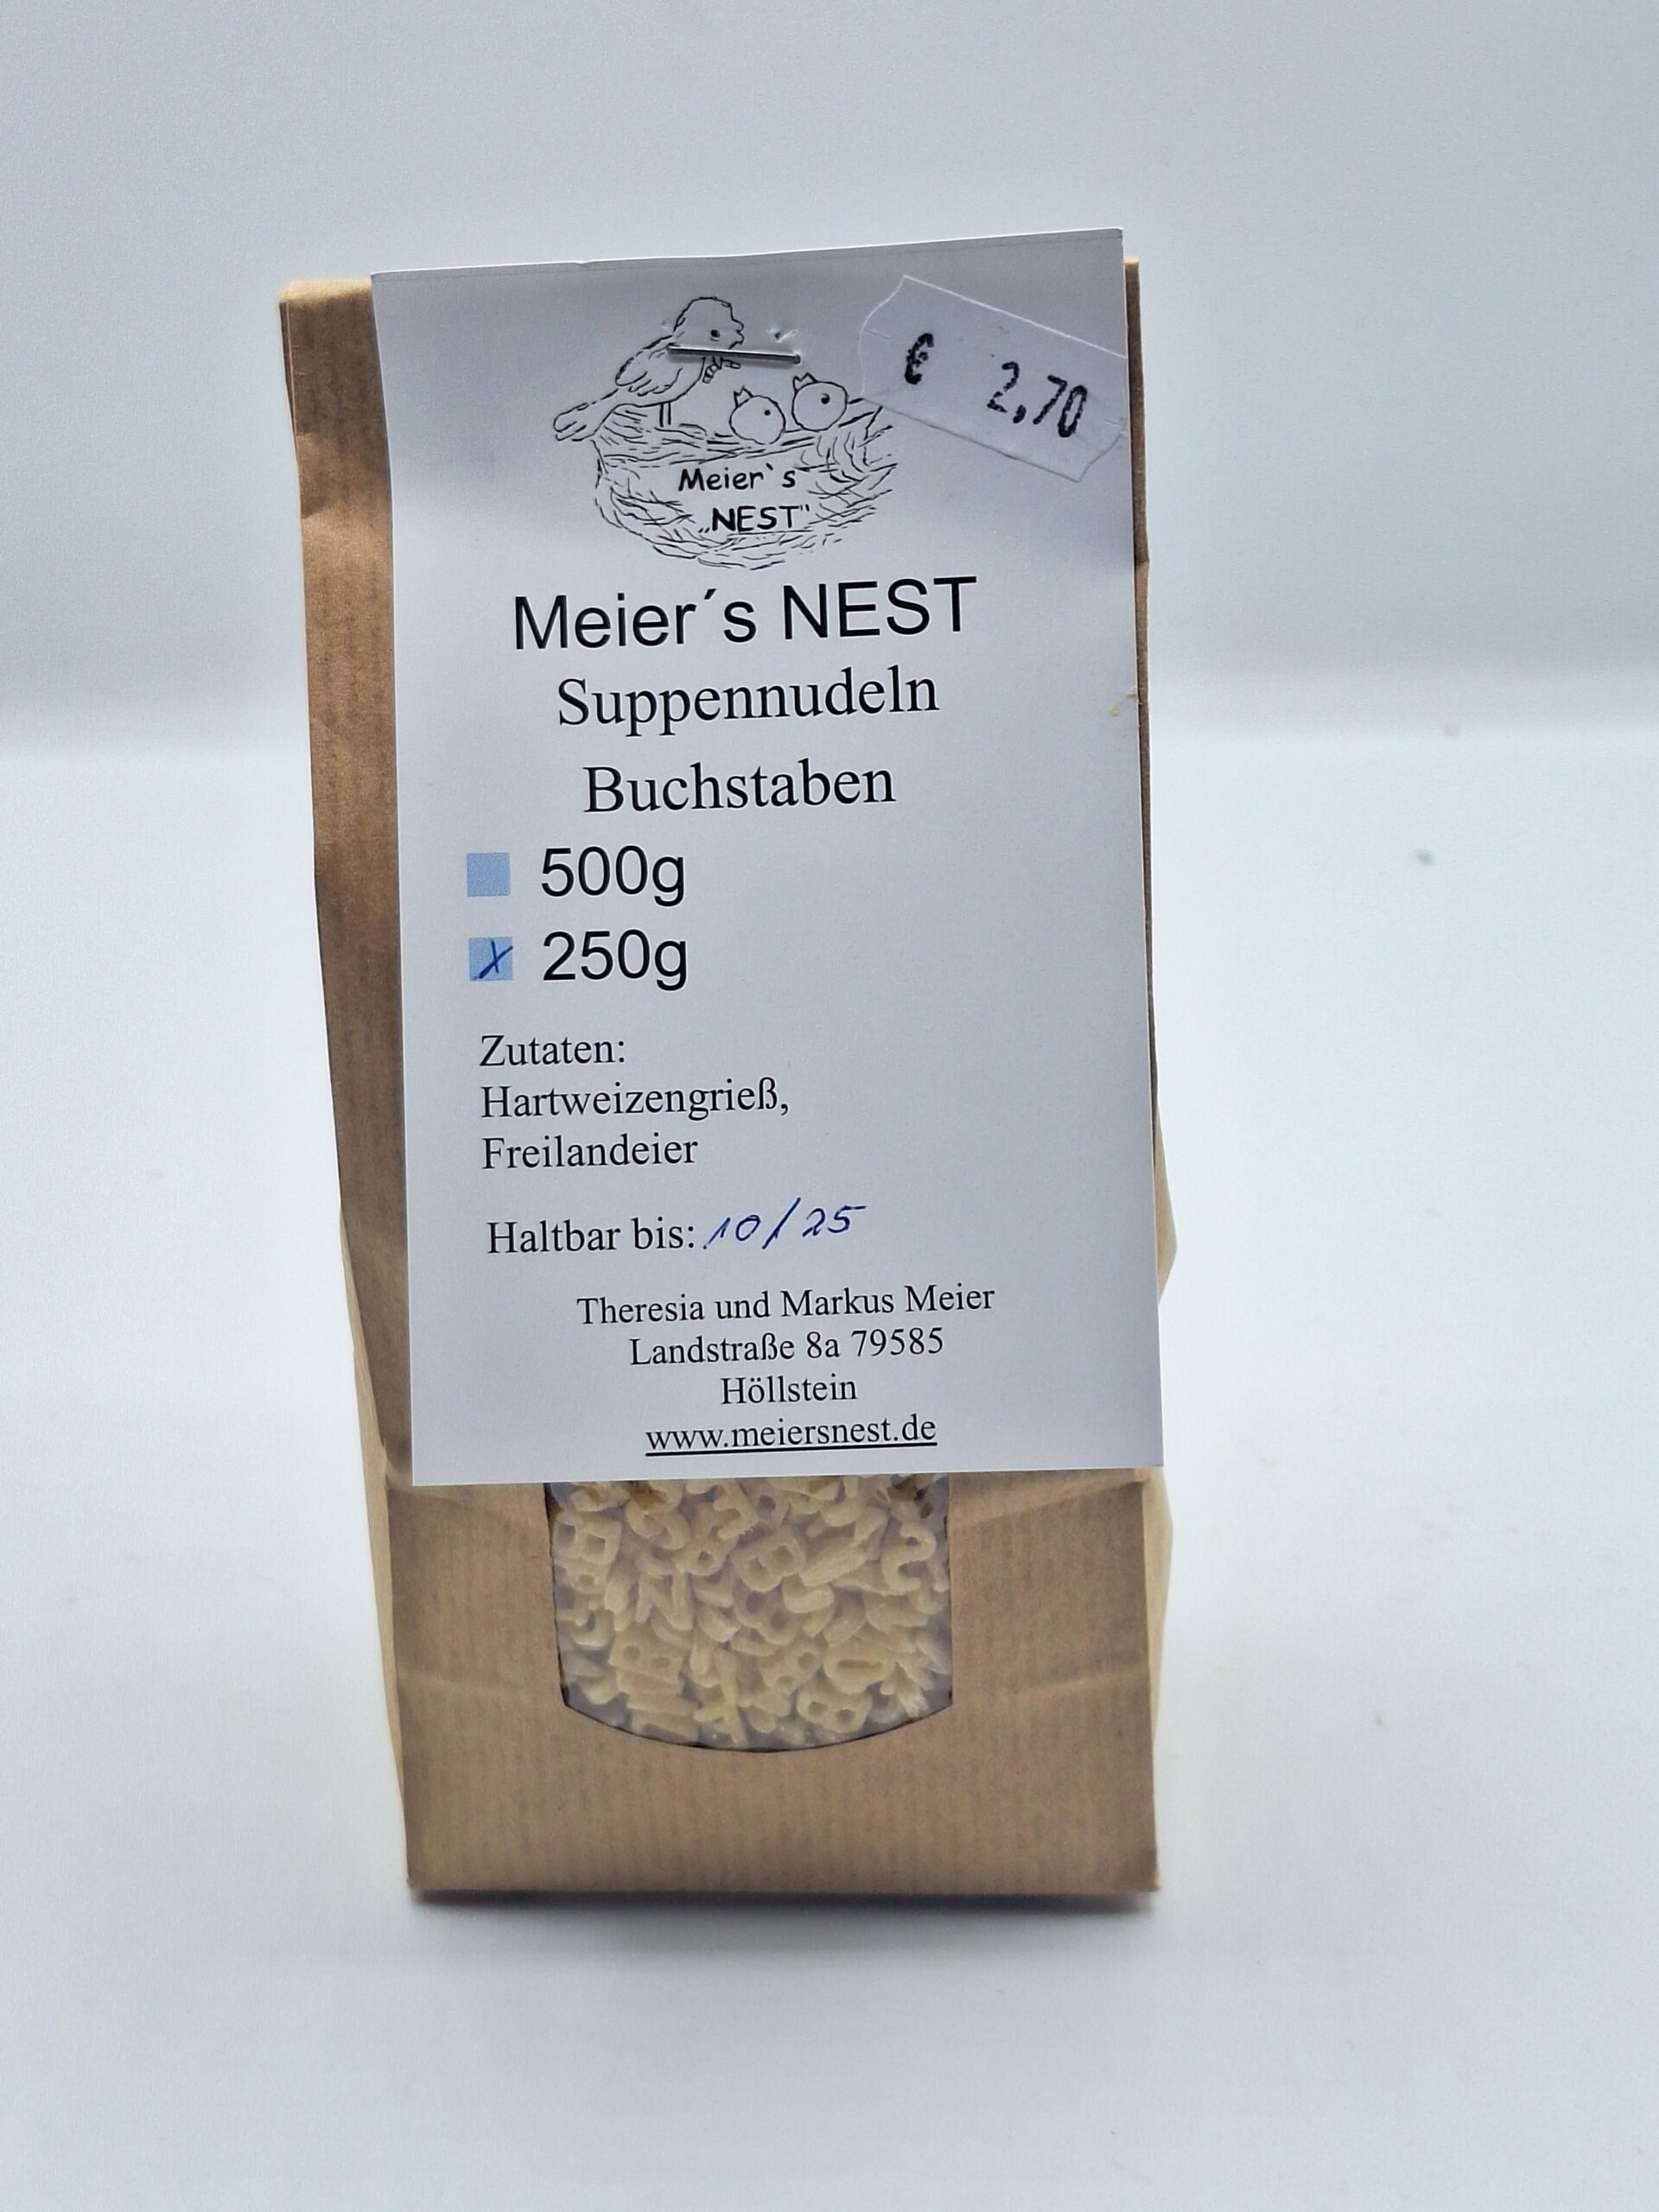 € 2,70
Meier`s
„NEST"
Meier´s NEST
Suppennudeln
Buchstaben
500g
x 250g
Zutaten:
Hartweizengrieß,
Freilandeier
Haltbar bis: 10/25
Theresia und Markus Meier
Landstraße 8a 79585
Höllstein
www.meiersnest.de